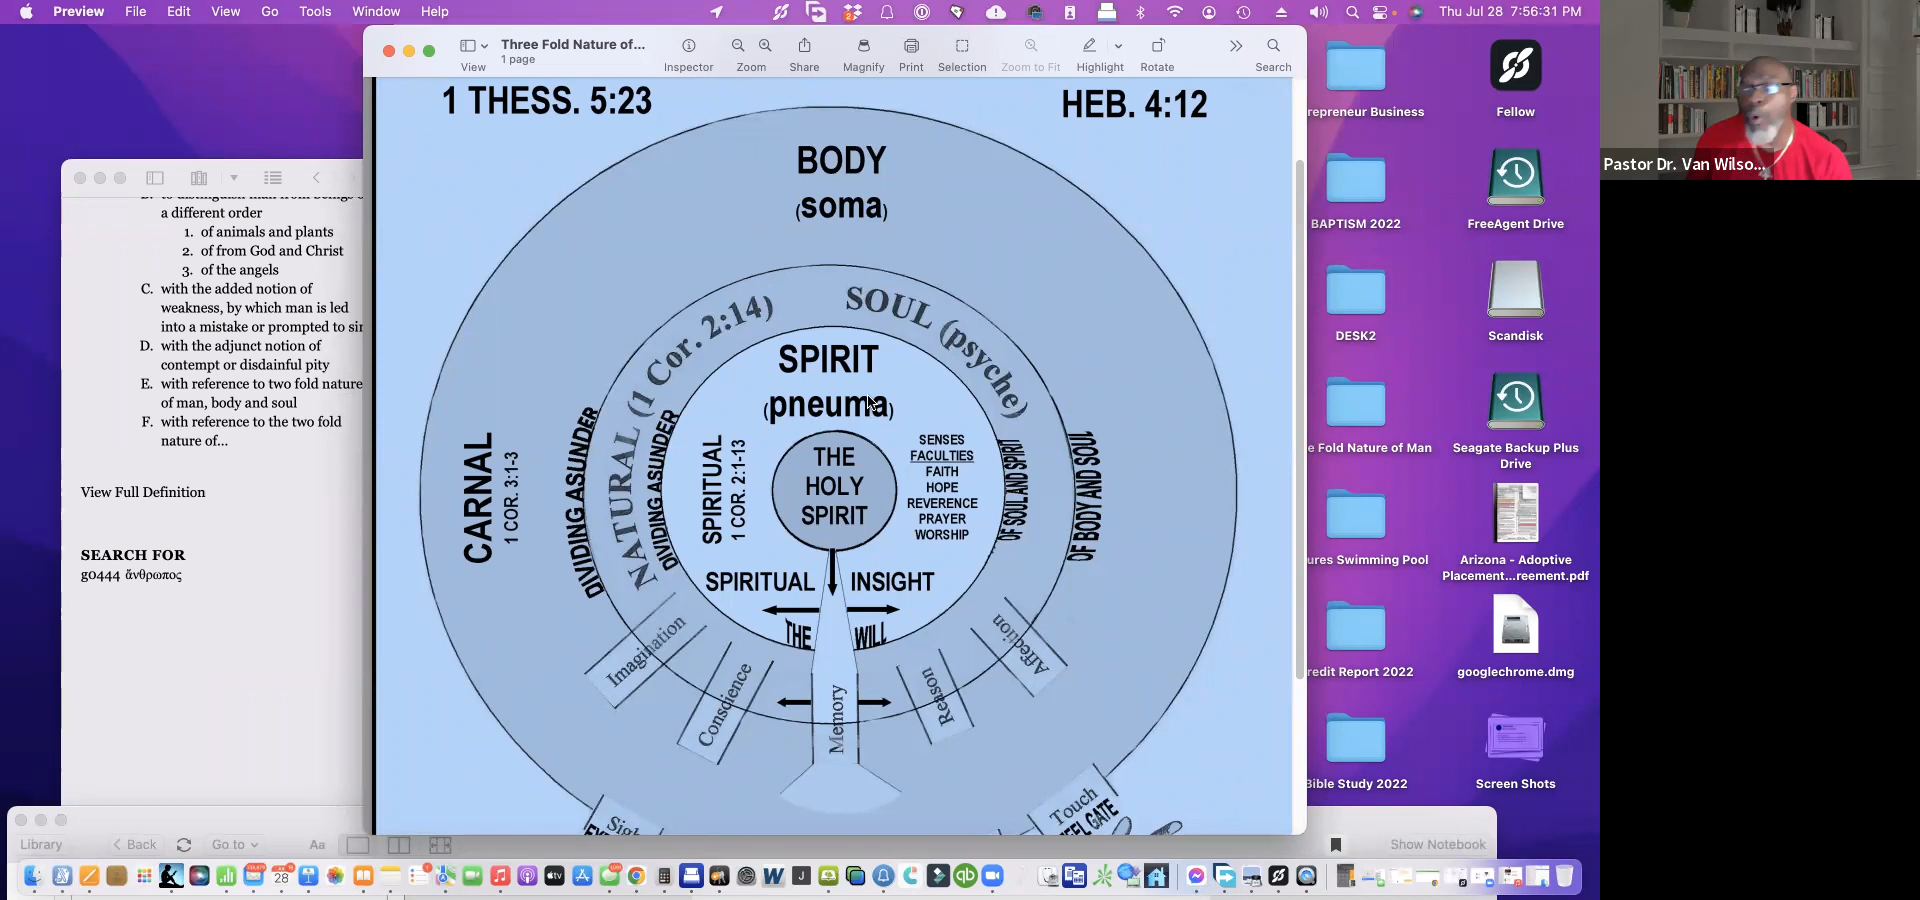 Preview File Edit View Go Tools Window Help
Thu Jul 28 7:56:31 PM
Three Fold Nature of...
1 page
View
Inspector
Zoom
Share
Magnify
Print
Selection
Zoom to Fit
Highlight
Rotate
Search
1 THESS. 5:23
HEB. 4:12
BODY
(soma)
SOUL (psyche)
NATURAL (1 Cor. 2:14)
SPIRIT
(pneuma)
CARNAL
1 COR. 3:1-3
DIVIDING ASUNDER
DIVIDING ASUNDER
SPIRITUAL
1 COR. 2:1-13
THE
HOLY
SPIRIT
SENSES
FACULTIES
FAITH
HOPE
REVERENCE
PRAYER
WORSHIP
OF SOUL AND SPIRIT
OF BODY AND SOUL
SPIRITUAL INSIGHT
THE WILL
Imagination
Conscience
Memory
Reason
Affection
Touch
FEEL GATE
a different order
1. of animals and plants
2. of from God and Christ
3. of the angels
C. with the added notion of
weakness, by which man is led
into a mistake or prompted to sin
D. with the adjunct notion of
contempt or disdainful pity
E. with reference to two fold nature
of man, body and soul
F. with reference to the two fold
nature of...
View Full Definition
SEARCH FOR
g0444 ἄνθρωπος
Library
Back
Go to
Aa
Show Notebook
repreneur Business
Fellow
BAPTISM 2022
FreeAgent Drive
DESK2
Scandisk
e Fold Nature of Man
Seagate Backup Plus
Drive
ures Swimming Pool
Arizona - Adoptive
Placement...reement.pdf
redit Report 2022
googlechrome.dmg
Bible Study 2022
Screen Shots
Pastor Dr. Van Wilso...